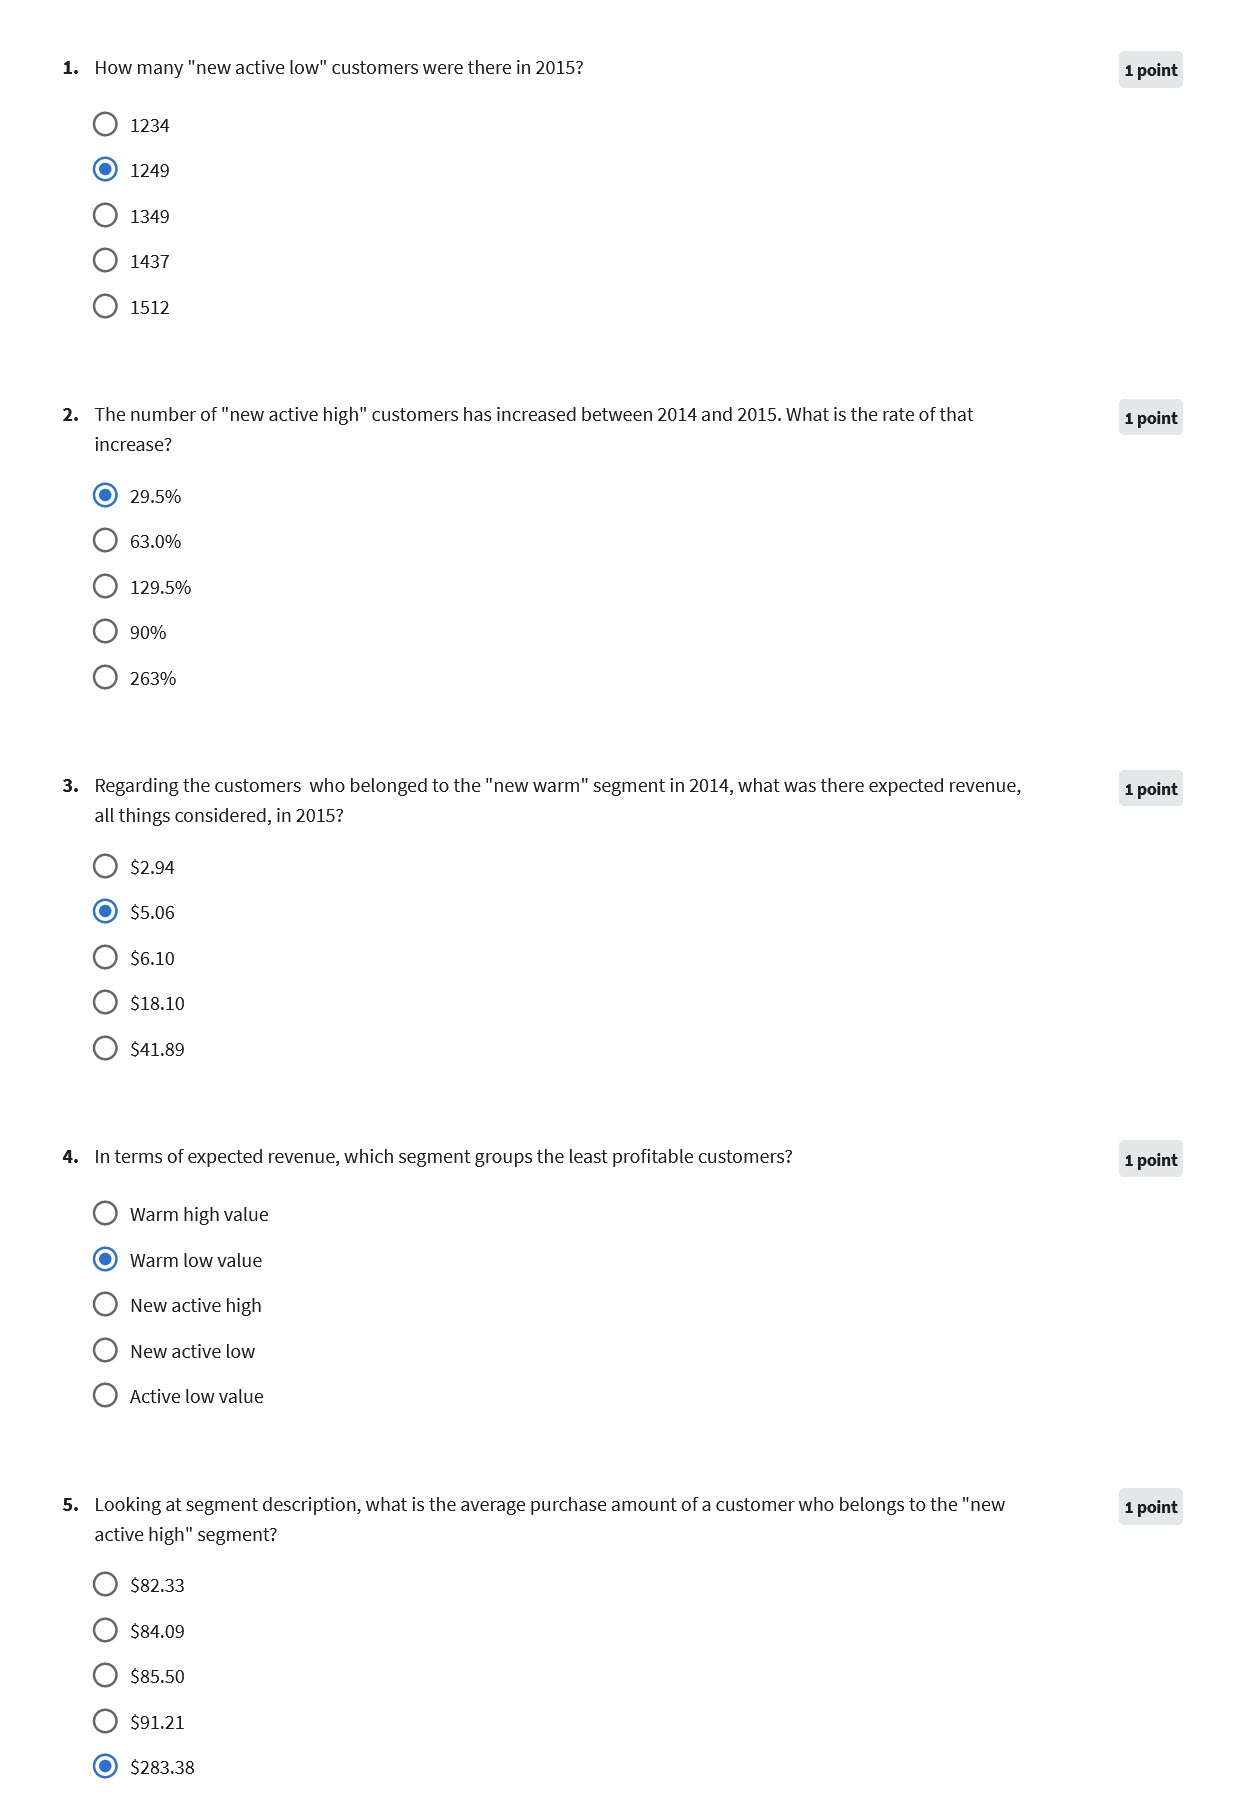 1. How many "new active low" customers were there in 2015?
1 point
1234
1249
1349
1437
1512
2. The number of "new active high" customers has increased between 2014 and 2015. What is the rate of that
increase?
1 point
29.5%
63.0%
129.5%
90%
263%
3. Regarding the customers  who belonged to the "new warm" segment in 2014, what was there expected revenue,
all things considered, in 2015?
1 point
$2.94
$5.06
$6.10
$18.10
$41.89
4. In terms of expected revenue, which segment groups the least profitable customers?
1 point
Warm high value
Warm low value
New active high
New active low
Active low value
5. Looking at segment description, what is the average purchase amount of a customer who belongs to the "new
active high" segment?
1 point
$82.33
$84.09
$85.50
$91.21
$283.38